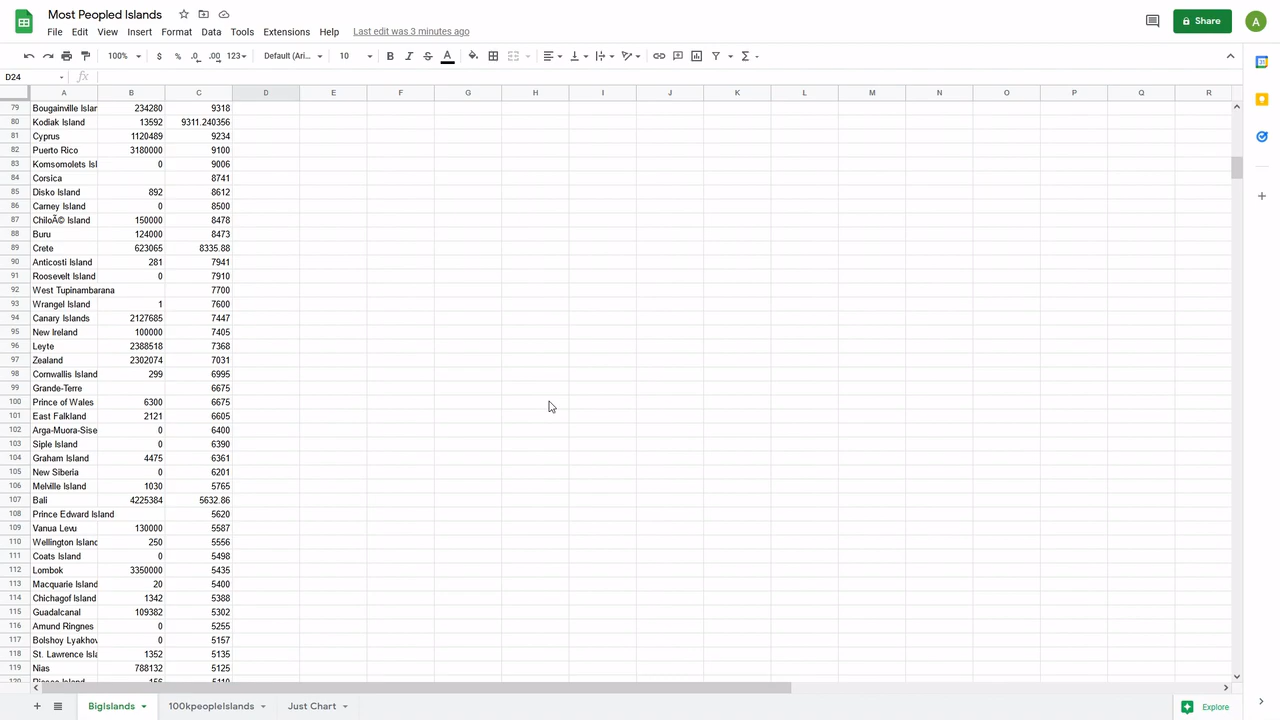 Most Peopled Islands
File Edit View Insert Format Data Tools Extensions Help Last edit was 3 minutes ago
Share
A
100% $ % .0 .00 123 Default (Ari... 10 B I S A
D24 fx
A B C D E F G H I J K L M N O P Q R
79 Bougainville Islar 234280 9318
80 Kodiak Island 13592 9311.240356
81 Cyprus 1120489 9234
82 Puerto Rico 3180000 9100
83 Komsomolets Isl 0 9006
84 Corsica 8741
85 Disko Island 892 8612
86 Carney Island 0 8500
87 Chiloé Island 150000 8478
88 Buru 124000 8473
89 Crete 623065 8335.88
90 Anticosti Island 281 7941
91 Roosevelt Island 0 7910
92 West Tupinambarana 7700
93 Wrangel Island 1 7600
94 Canary Islands 2127685 7447
95 New Ireland 100000 7405
96 Leyte 2388518 7368
97 Zealand 2302074 7031
98 Cornwallis Island 299 6995
99 Grande-Terre 6675
100 Prince of Wales 6300 6675
101 East Falkland 2121 6605
102 Arga-Muora-Sise 0 6400
103 Siple Island 0 6390
104 Graham Island 4475 6361
105 New Siberia 0 6201
106 Melville Island 1030 5765
107 Bali 4225384 5632.86
108 Prince Edward Island 5620
109 Vanua Levu 130000 5587
110 Wellington Island 250 5556
111 Coats Island 0 5498
112 Lombok 3350000 5435
113 Macquarie Island 20 5400
114 Chichagof Island 1342 5388
115 Guadalcanal 109382 5302
116 Amund Ringnes 0 5255
117 Bolshoy Lyakhov 0 5157
118 St. Lawrence Isla 1352 5135
119 Nias 788132 5125
BigIslands 100kpeopleIslands Just Chart Explore